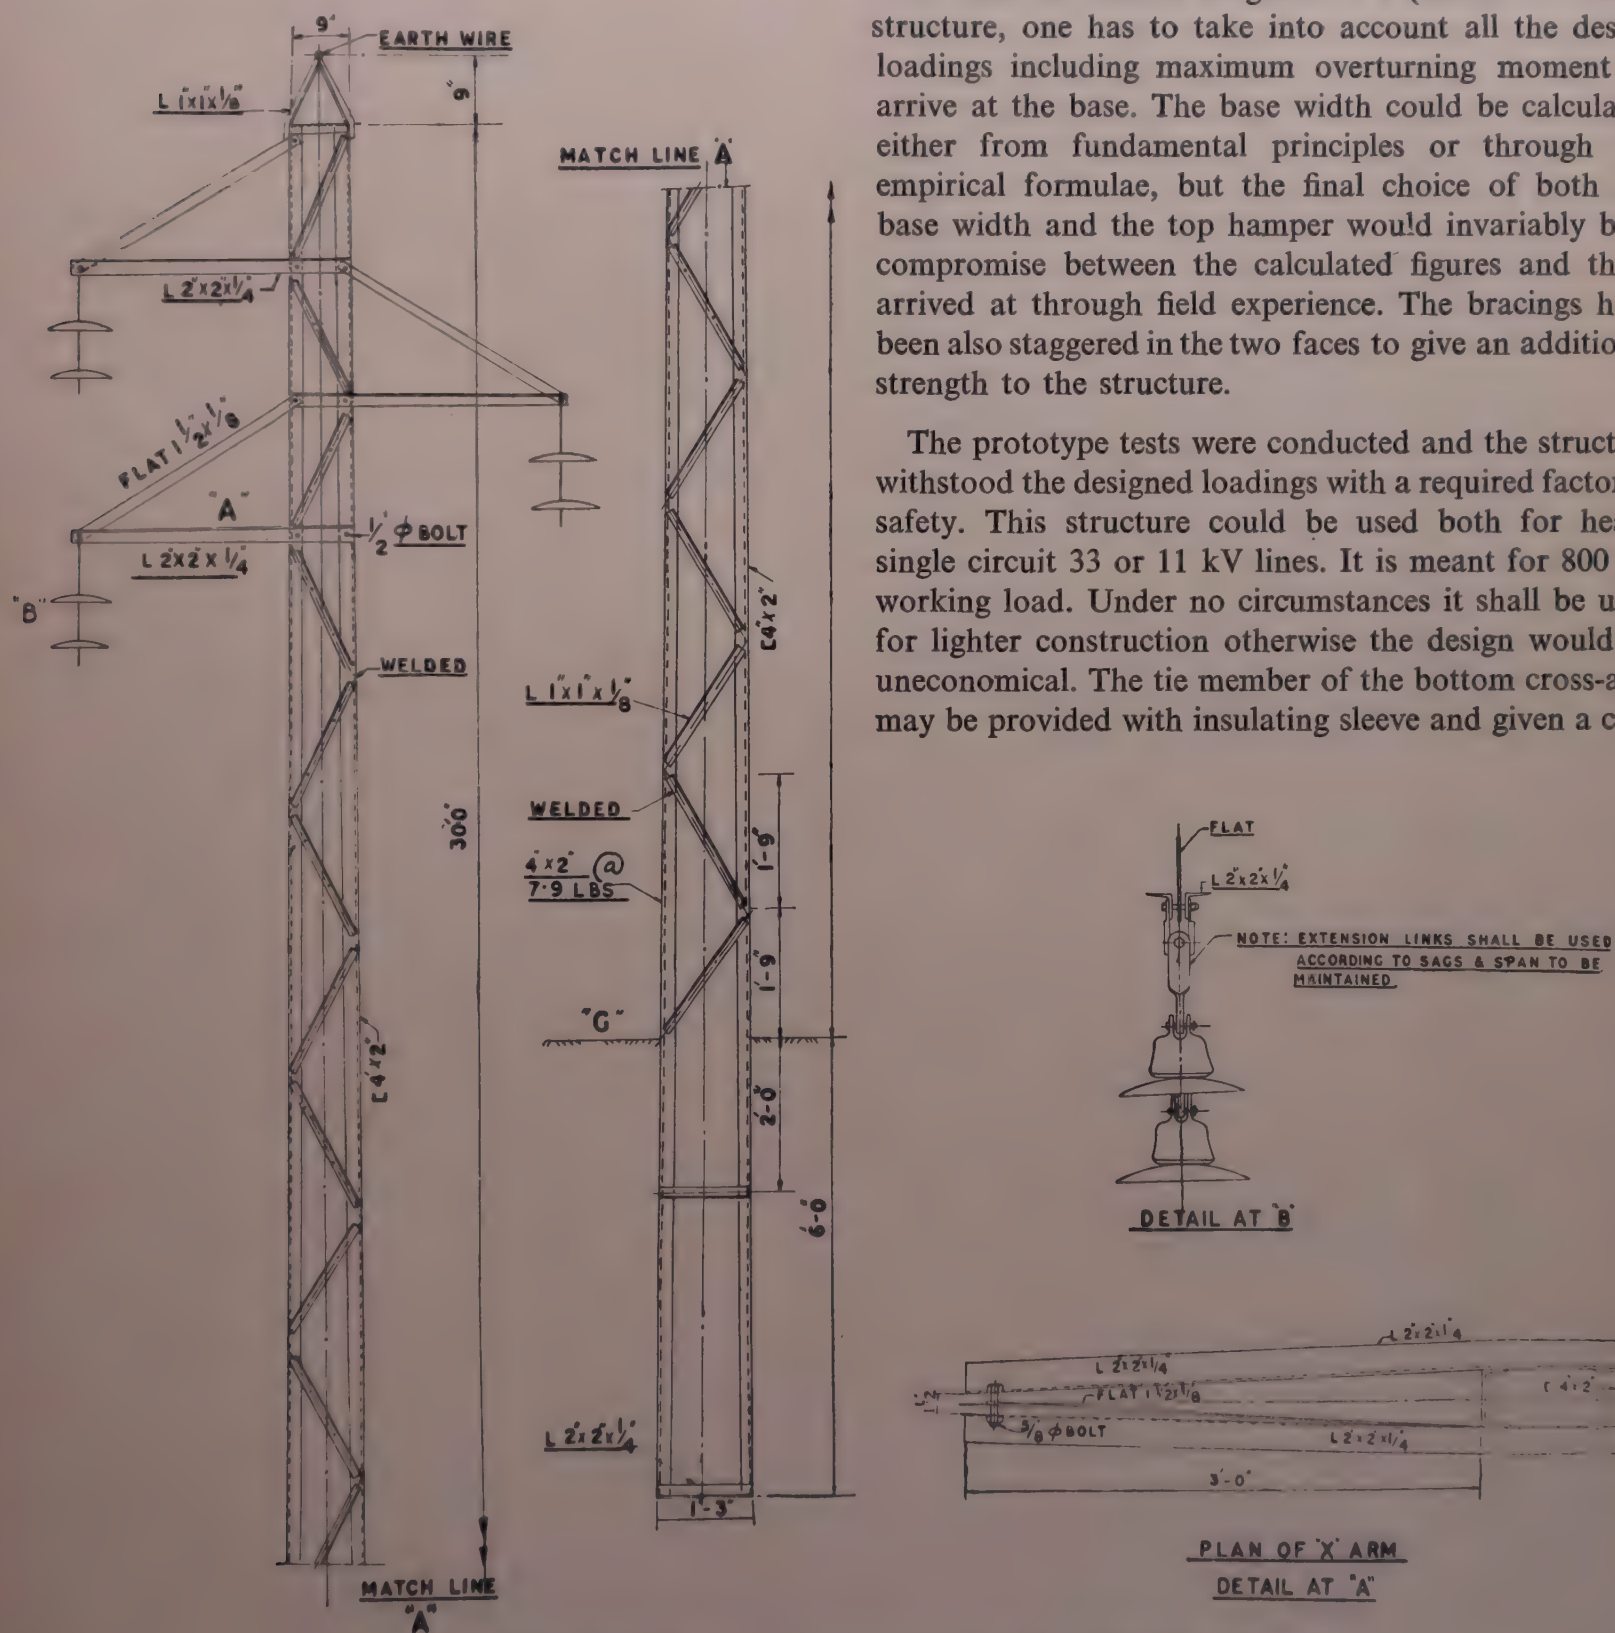 structure, one has to take into account all the des
loadings including maximum overturning moment
arrive at the base. The base width could be calcula
either from fundamental principles or through
empirical formulae, but the final choice of both
base width and the top hamper would invariably b
compromise between the calculated figures and th
arrived at through field experience. The bracings h
been also staggered in the two faces to give an additio
strength to the structure.
The prototype tests were conducted and the struct
withstood the designed loadings with a required factor
safety. This structure could be used both for hea
single circuit 33 or 11 kV lines. It is meant for 800
working load. Under no circumstances it shall be u
for lighter construction otherwise the design would
uneconomical. The tie member of the bottom cross-a
may be provided with insulating sleeve and given a c
9"
EARTH WIRE
9"
L 1"x1"x1/8"
L 2"x2"x1/4
FLAT 1 1/2"x1/8
"A"
1/2" ϕ BOLT
L 2"x2"x1/4
"B"
WELDED
30'0"
[4"x2"
MATCH LINE
"A"
MATCH LINE "A"
[4"x2"
L 1"x1"x1/8"
WELDED
4"x2" @
7·9 LBS
1'-9"
1'-9"
"G"
2'-0"
6'-0"
L 2"x2"x1/4"
1'-3"
FLAT
L 2"x2"x1/4
NOTE: EXTENSION LINKS SHALL BE USED
ACCORDING TO SAGS & SPAN TO BE
MAINTAINED
DETAIL AT "B"
L 2"x2"x1/4
L 2"x2"x1/4
FLAT 1 1/2"x1/8
[4"x2"
5/8 ϕ BOLT
L 2"x2"x1/4
3'-0"
PLAN OF "X" ARM
DETAIL AT "A"